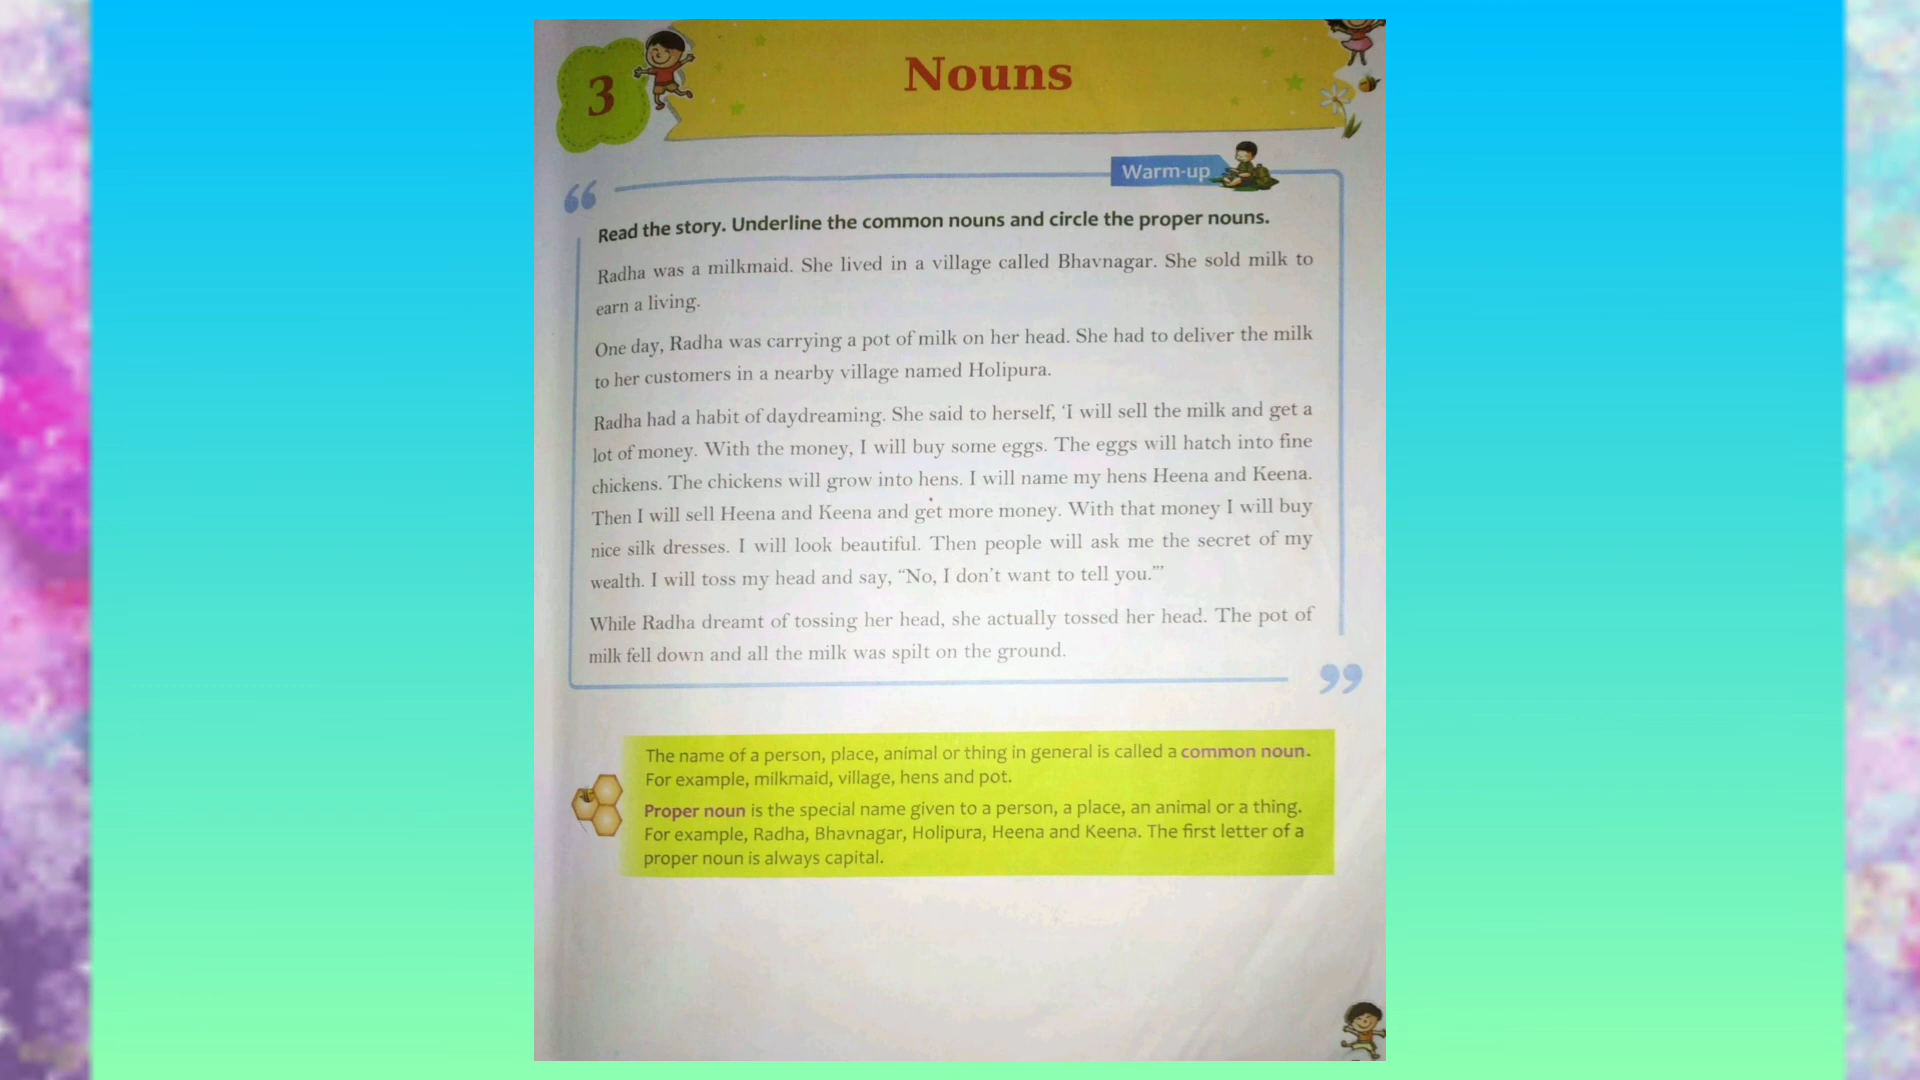 3
Nouns
Warm-up
Read the story. Underline the common nouns and circle the proper nouns.
Radha was a milkmaid. She lived in a village called Bhavnagar. She sold milk to
earn a living.
One day, Radha was carrying a pot of milk on her head. She had to deliver the milk
to her customers in a nearby village named Holipura.
Radha had a habit of daydreaming. She said to herself, ‘I will sell the milk and get a
lot of money. With the money, I will buy some eggs. The eggs will hatch into fine
chickens. The chickens will grow into hens. I will name my hens Heena and Keena.
Then I will sell Heena and Keena and get more money. With that money I will buy
nice silk dresses. I will look beautiful. Then people will ask me the secret of my
wealth. I will toss my head and say, “No, I don’t want to tell you.”’
While Radha dreamt of tossing her head, she actually tossed her head. The pot of
milk fell down and all the milk was spilt on the ground.
The name of a person, place, animal or thing in general is called a common noun.
For example, milkmaid, village, hens and pot.
Proper noun is the special name given to a person, a place, an animal or a thing.
For example, Radha, Bhavnagar, Holipura, Heena and Keena. The first letter of a
proper noun is always capital.